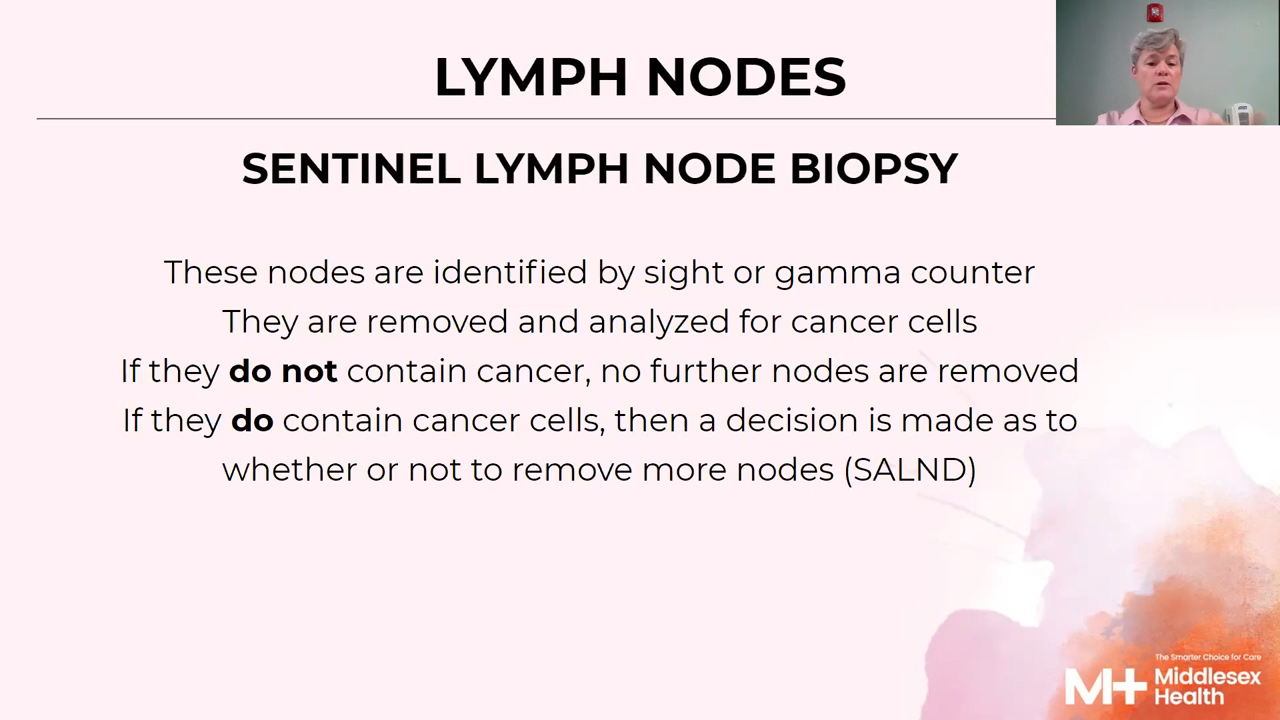 LYMPH NODES
SENTINEL LYMPH NODE BIOPSY
These nodes are identified by sight or gamma counter
They are removed and analyzed for cancer cells
If they do not contain cancer, no further nodes are removed
If they do contain cancer cells, then a decision is made as to
whether or not to remove more nodes (SALND)
The Smarter Choice for Care
M+ Middlesex
Health